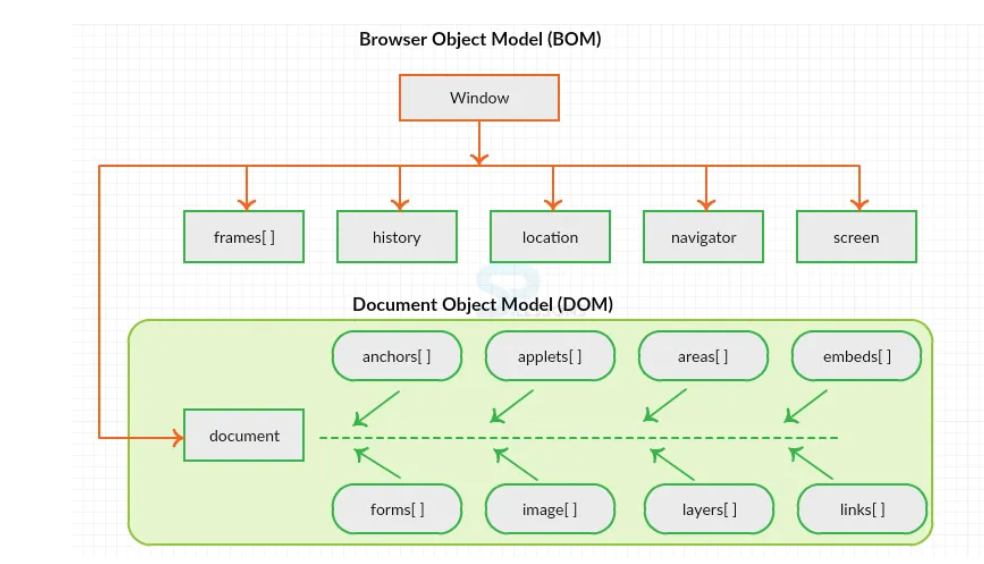 Browser Object Model (BOM)
Window
frames[ ]
history
location
navigator
screen
Document Object Model (DOM)
anchors[ ]
applets[ ]
areas[ ]
embeds[ ]
document
forms[ ]
image[ ]
layers[ ]
links[ ]